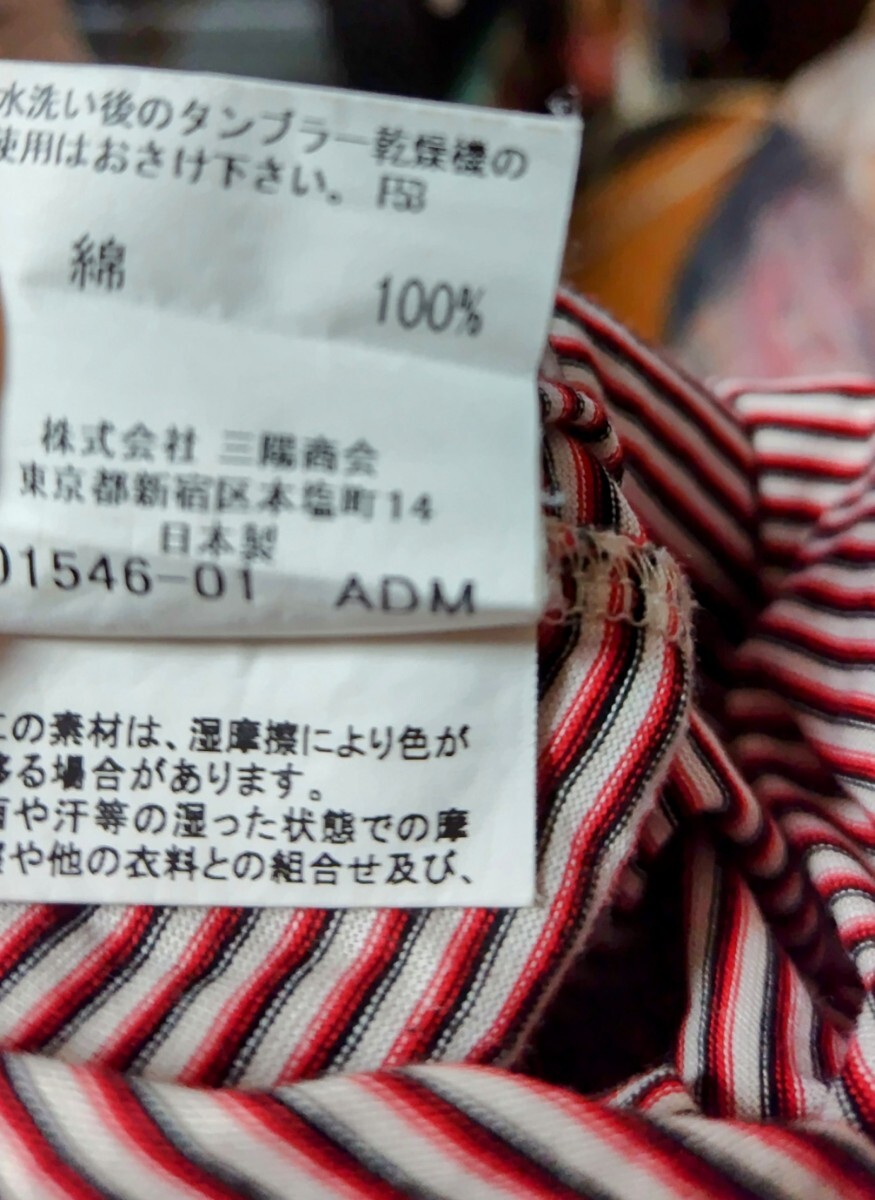 水洗い後のタンブラー乾燥機の
使用はおさけ下さい。F53
綿 100%
株式会社 三陽商会
東京都新宿区本塩町14
日本製
01546-01 ADM
この素材は、湿摩擦により色が
移る場合があります。
や汗等の湿った状態での摩
や他の衣料との組合せ及び、